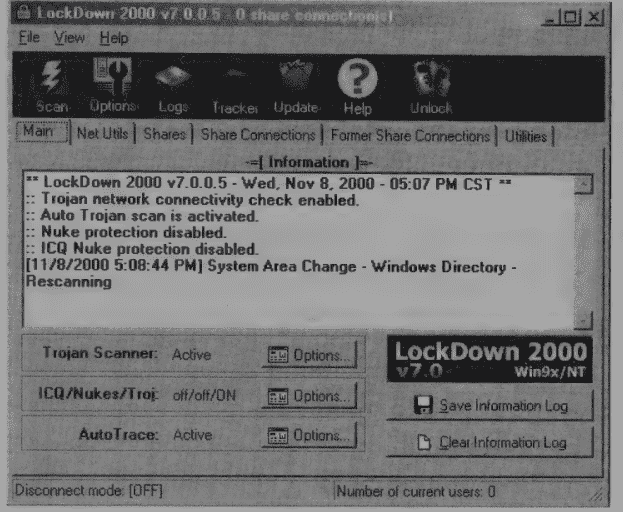 LockDown 2000 v7.0.0.5 - 0 share connection(s)
File View Help
Scan Options Logs Tracker Update Help Unlock
Main Net Utils Shares Share Connections Former Share Connections Utilities
-=[ Information ]=-
** LockDown 2000 v7.0.0.5 - Wed, Nov 8, 2000 - 05:07 PM CST **
:: Trojan network connectivity check enabled.
:: Auto Trojan scan is activated.
:: Nuke protection disabled.
:: ICQ Nuke protection disabled.
[11/8/2000 5:08:44 PM] System Area Change - Windows Directory -
Rescanning
Trojan Scanner: Active Options...
ICQ/Nukes/Troj: off/off/ON Options...
AutoTrace: Active Options...
LockDown 2000
v7.0 Win9x/NT
Save Information Log
Clear Information Log
Disconnect mode: [OFF] Number of current users: 0